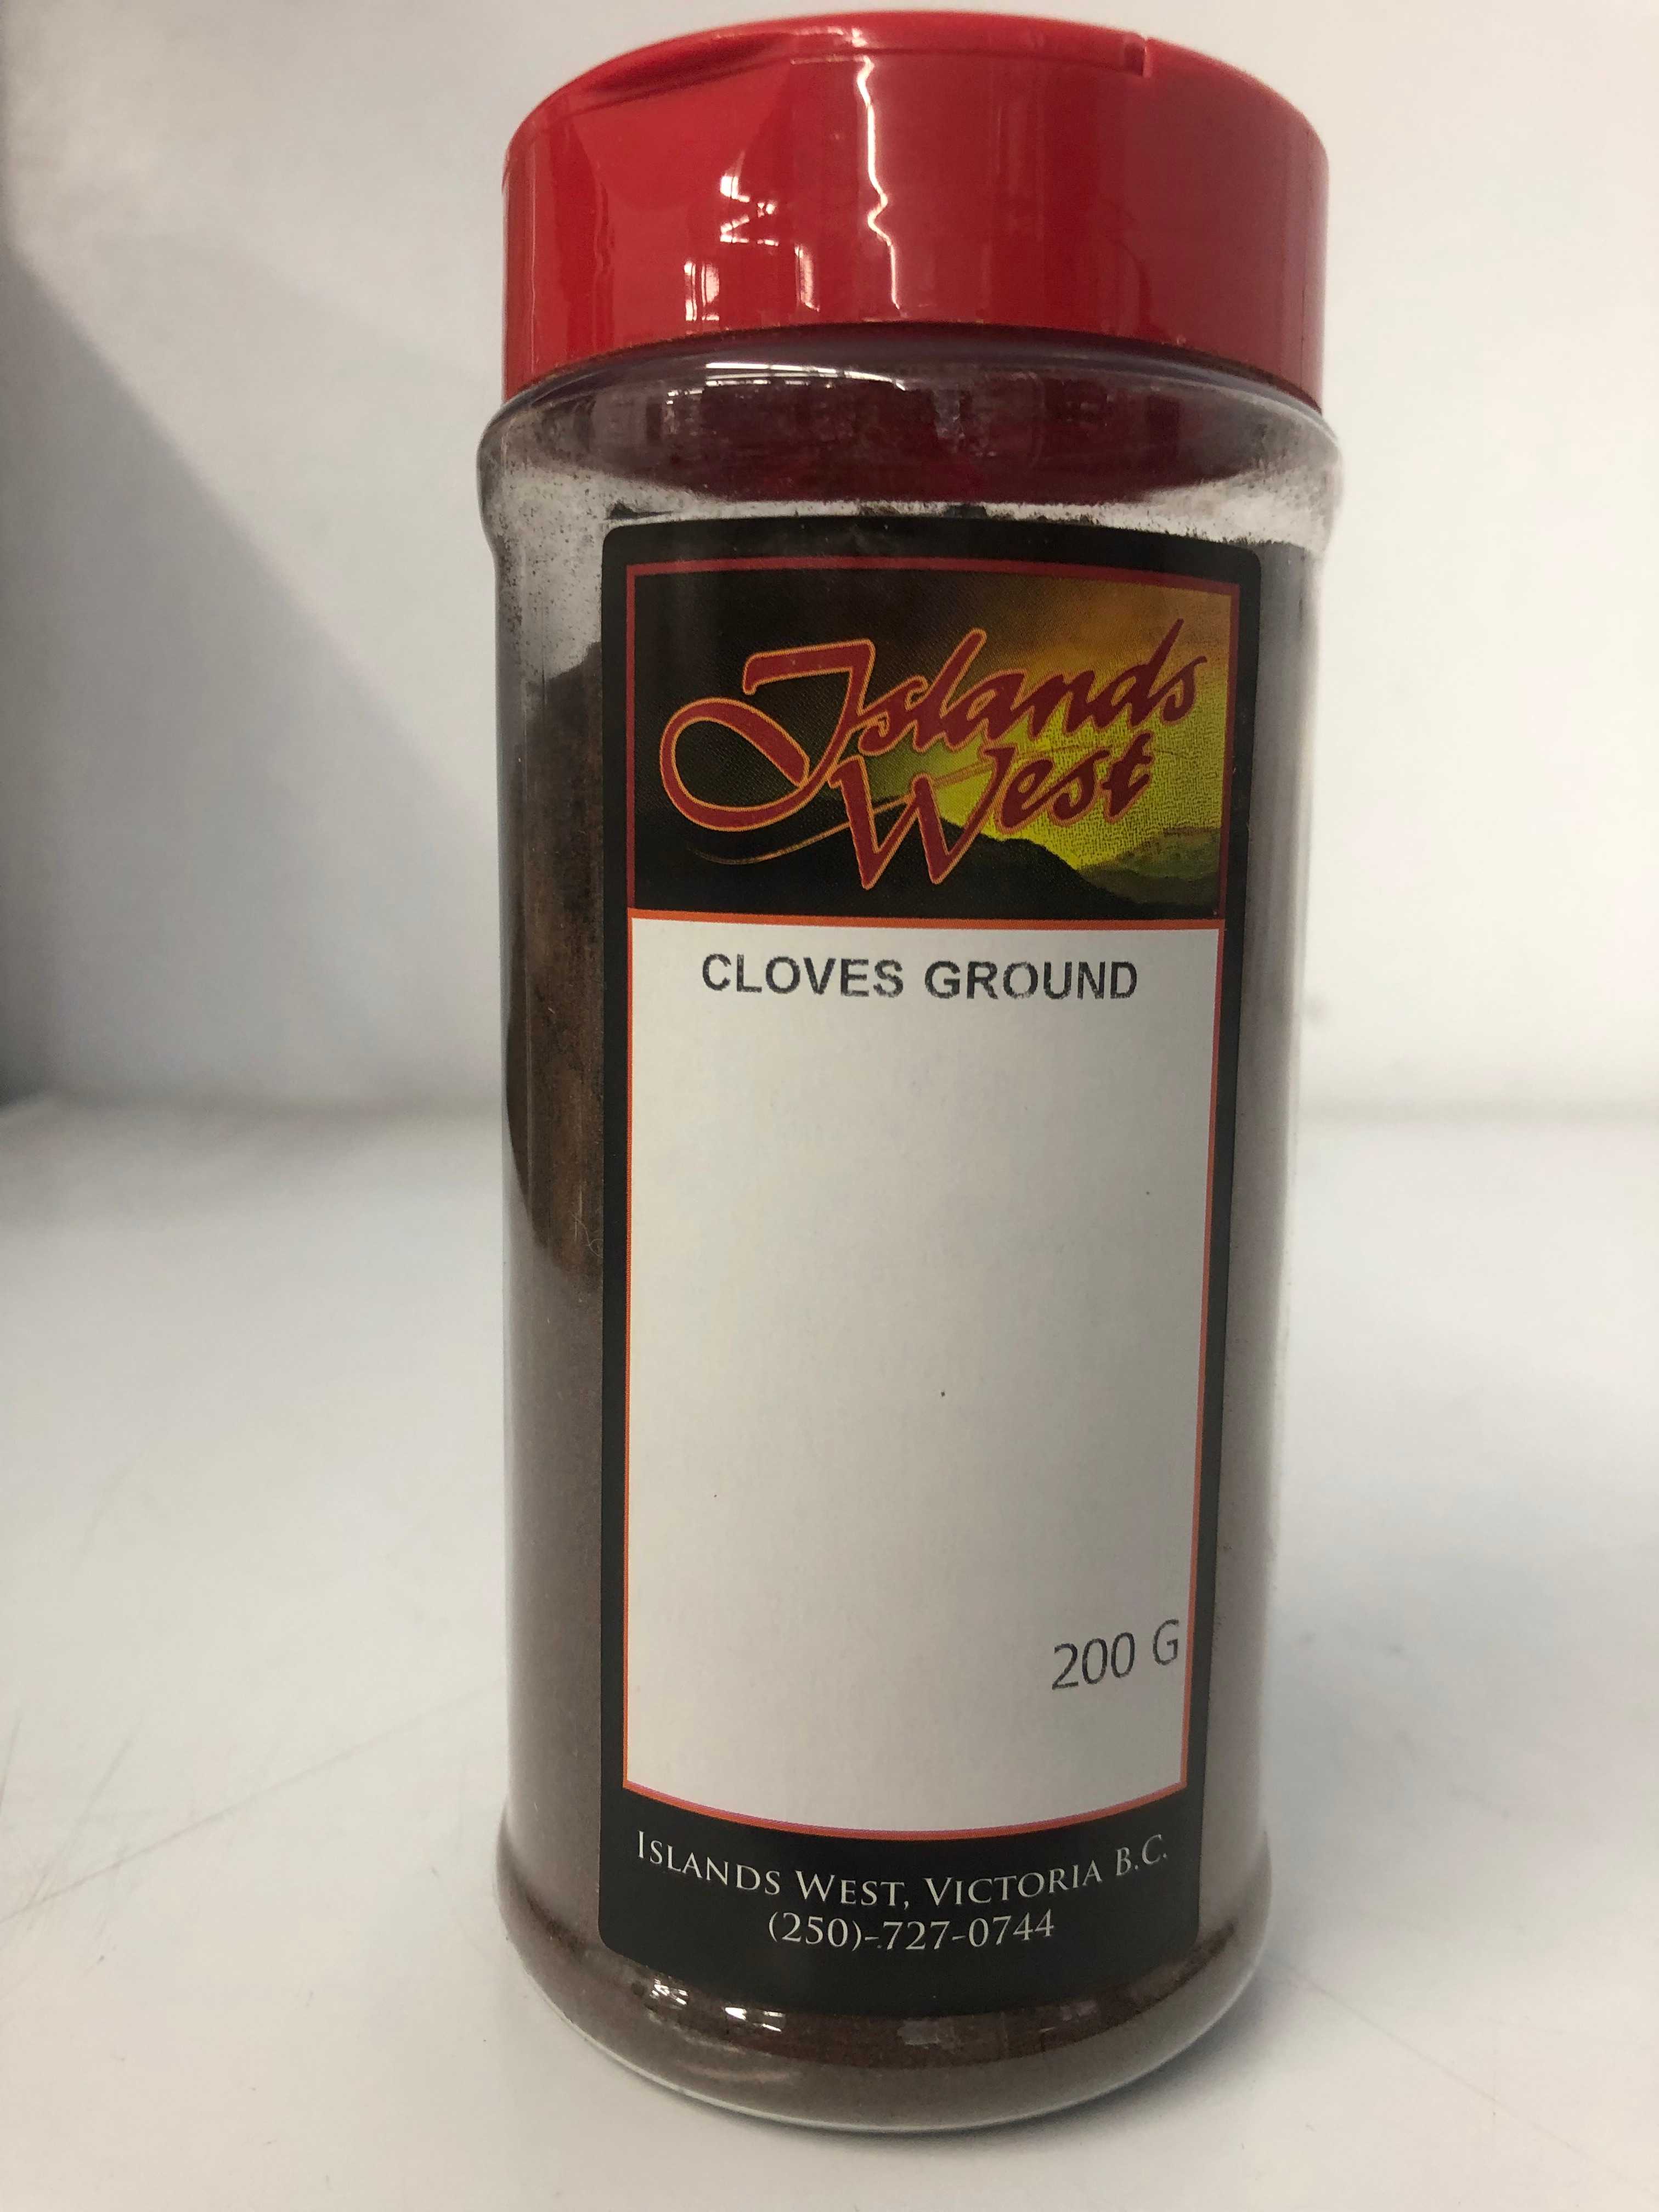 Islands
West
CLOVES GROUND
200 G
ISLANDS WEST, VICTORIA B.C.
(250)-727-0744